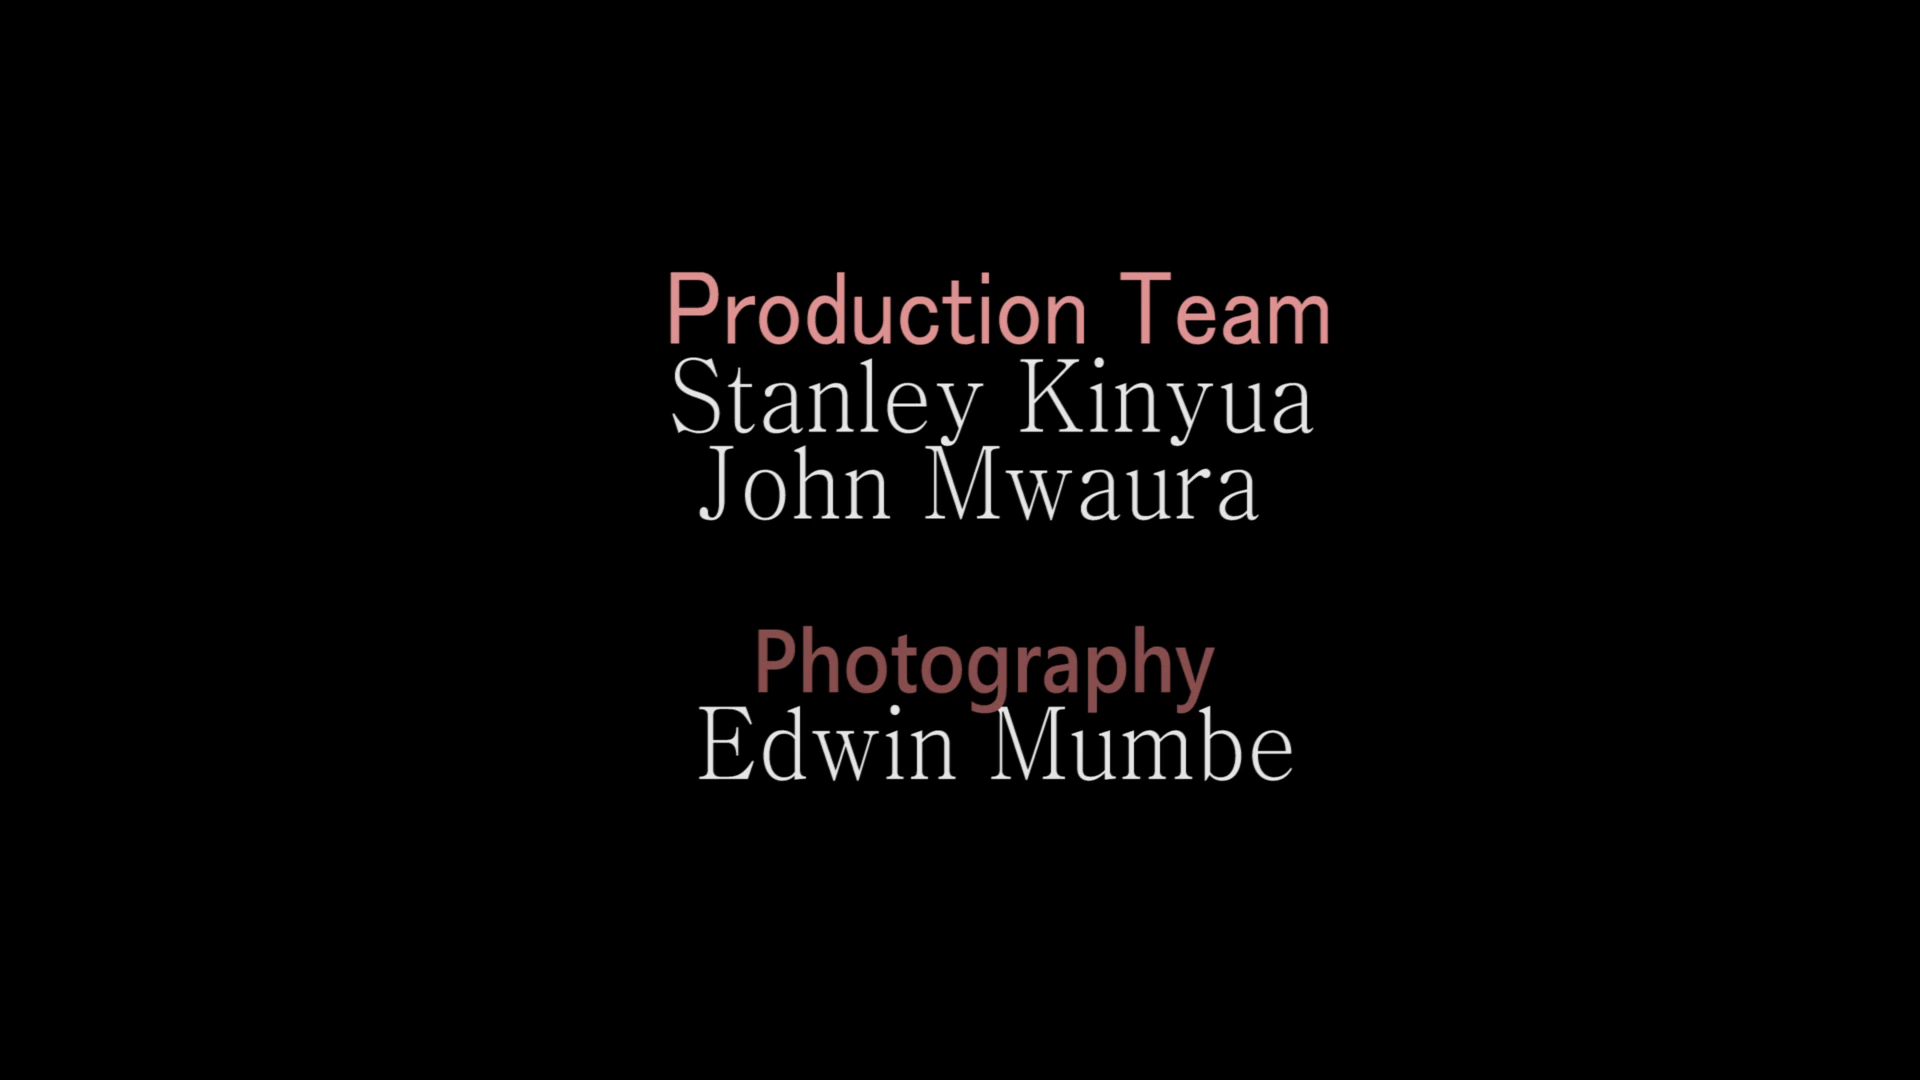 Production Team
Stanley Kinyua
John Mwaura
Photography
Edwin Mumbe